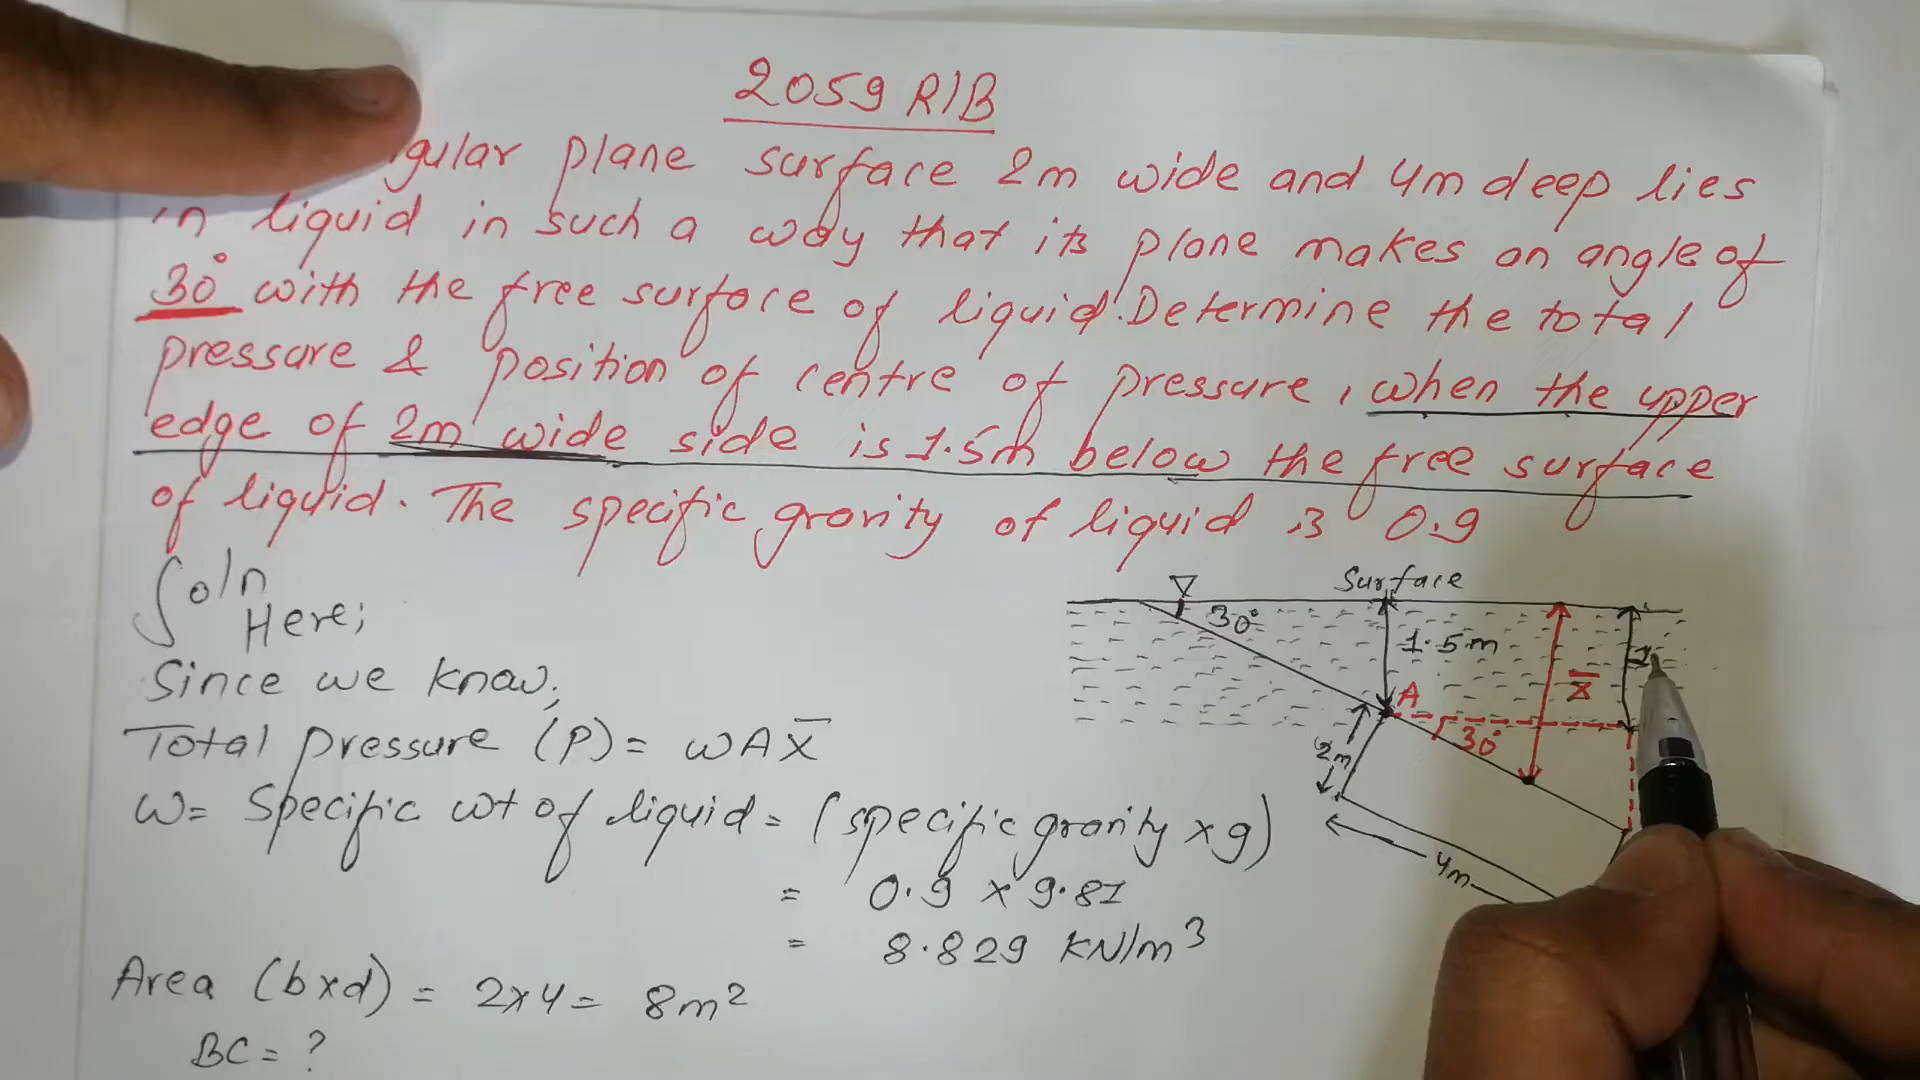 2059 R/B
gular plane surface 2m wide and 4m deep lies
in liquid in such a way that its plane makes an angle of
30° with the free surface of liquid. Determine the total
pressure & position of centre of pressure, when the upper
edge of 2m wide side is 1.5m below the free surface
of liquid. The specific gravity of liquid is 0.9
Soln
Here;
Since we know;
Total pressure (P) = ωAX̅
ω = Specific wt of liquid = (specific gravity x g)
= 0.9 x 9.81
= 8.829 KN/m³
Area (bxd) = 2x4 = 8m²
BC = ?
Surface
30°
1.5m
X̅
A
30°
2m
4m